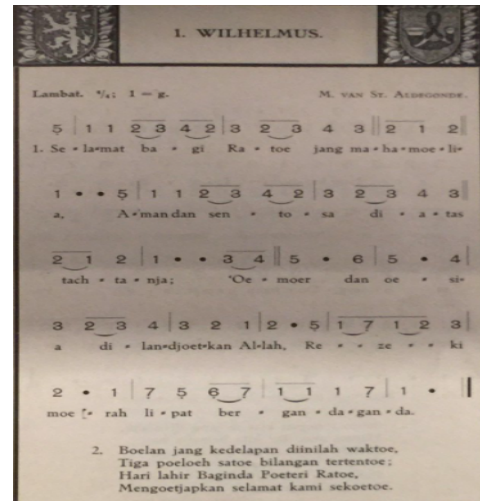 1. WILHELMUS.
Lambat. 4/4; 1 = g. M. VAN ST. ALDEGONDE.
5 | 1 1 2 3 4 2 | 3 2 3 4 3 || 2 1 2 ||
1. Se - la-mat ba - gi Ra - toe jang ma-ha-moe-li-
1 • • 5 | 1 1 2 3 4 2 | 3 2 3 4 3 ||
a, A-man dan sen - to - sa di - a - tas
2 1 2 | 1 • • 3 4 || 5 • 6 | 5 • 4 |
tach - ta - nja; 'Oe - moer dan oe - si-
3 2 3 4 | 3 2 1 | 2 • 5 | 1 7 1 2 3 |
a di - landjoet-kan Al-lah, Re - - ze - ki
2 • 1 | 7 5 6 7 | 1 1 1 7 | 1 • ||
moe - rah li - pat ber - gan - da-gan-da.
2. Boelan jang kedelapan diinilah waktoe,
Tiga poeloeh satoe bilangan tertentoe;
Hari lahir Baginda Poeteri Ratoe,
Mengoetjapkan selamat kami sekoetoe.